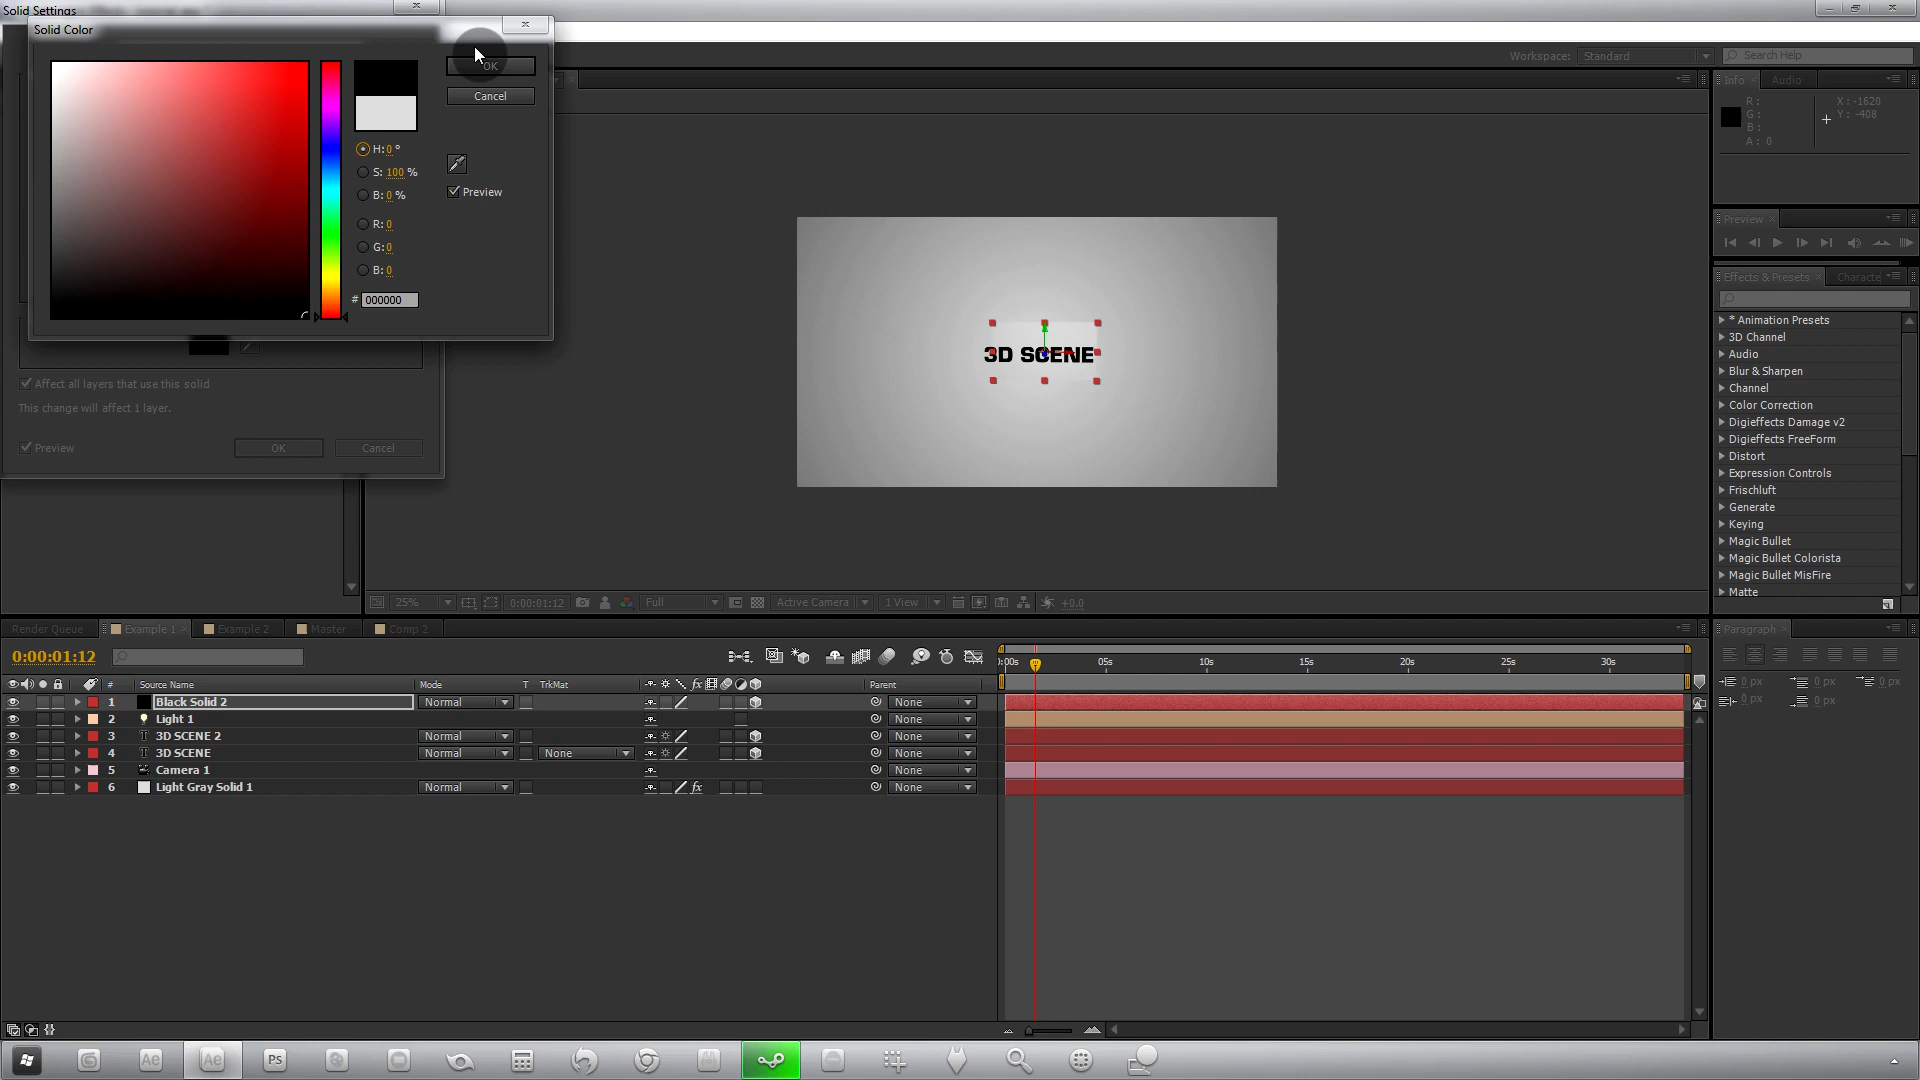 Solid Settings
Solid Color
OK
Cancel
H: 0 °
S: 100 %
B: 0 %
Preview
R: 0
G: 0
B: 0
# 000000
Affect all layers that use this solid
This change will affect 1 layer.
Preview
OK
Cancel
Workspace: Standard
Search Help
Info
Audio
R :
G :
B :
A : 0
X : -1620
Y : -408
Preview
Effects & Presets
Characte
* Animation Presets
3D Channel
Audio
Blur & Sharpen
Channel
Color Correction
Digieffects Damage v2
Digieffects FreeForm
Distort
Expression Controls
Frischluft
Generate
Keying
Magic Bullet
Magic Bullet Colorista
Magic Bullet MisFire
Matte
3D SCENE
25%
0:00:01:12
Full
Active Camera
1 View
+0.0
Render Queue
Example 1
Example 2
Master
Comp 2
Paragraph
0 px
0 px
0 px
0 px
0 px
0:00:01:12
:00s
05s
10s
15s
20s
25s
30s
#
Source Name
Mode
T
TrkMat
fx
Parent
1
Black Solid 2
Normal
None
2
Light 1
None
3
3D SCENE 2
Normal
None
4
3D SCENE
Normal
None
None
5
Camera 1
None
6
Light Gray Solid 1
Normal
fx
None
Ae
Ae
Ps